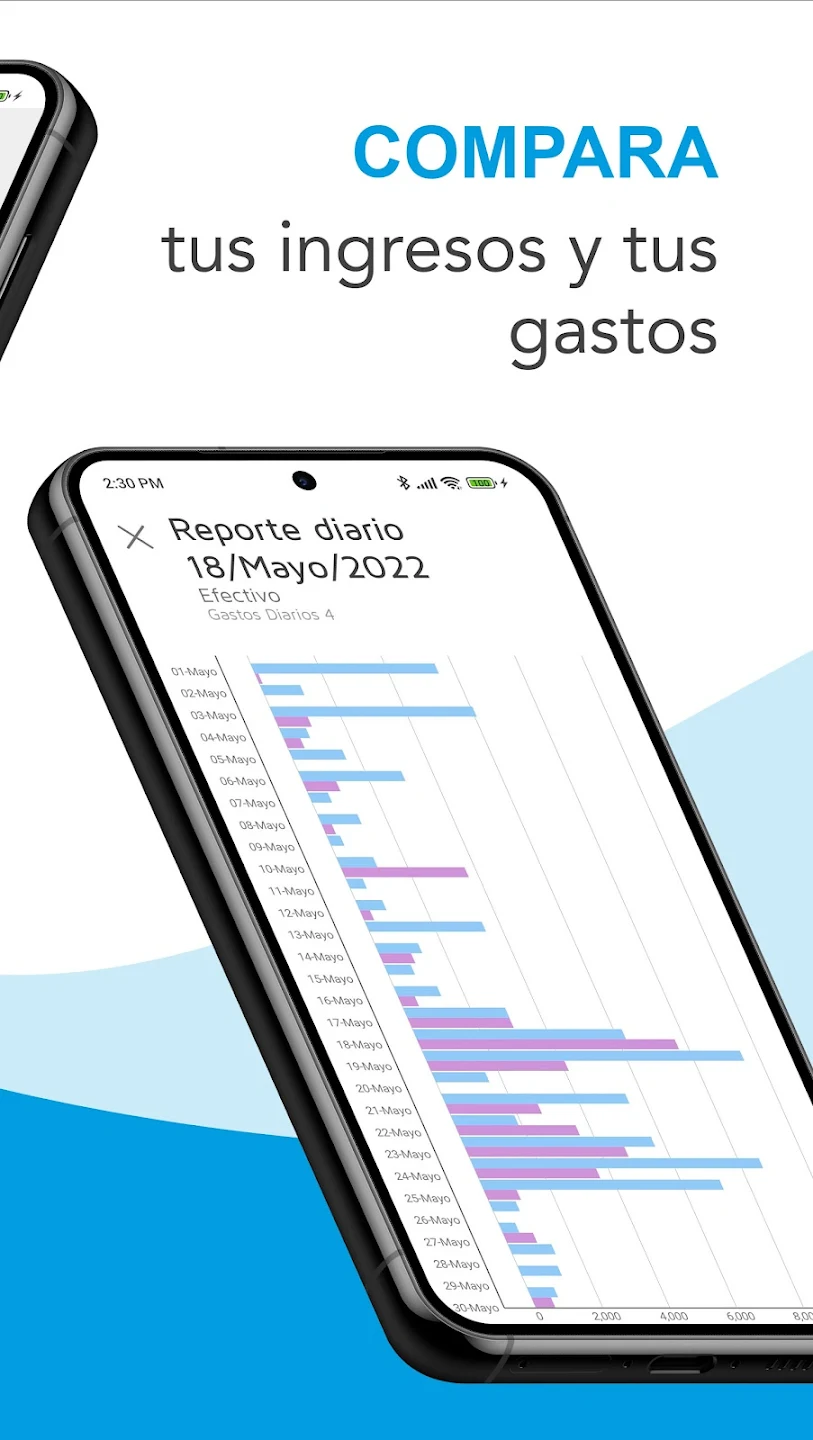 COMPARA
tus ingresos y tus
gastos
2:30 PM
100
Reporte diario
18/Mayo/2022
Efectivo
Gastos Diarios 4
01-Mayo
02-Mayo
03-Mayo
04-Mayo
05-Mayo
06-Mayo
07-Mayo
08-Mayo
09-Mayo
10-Mayo
11-Mayo
12-Mayo
13-Mayo
14-Mayo
15-Mayo
16-Mayo
17-Mayo
18-Mayo
19-Mayo
20-Mayo
21-Mayo
22-Mayo
23-Mayo
24-Mayo
25-Mayo
26-Mayo
27-Mayo
28-Mayo
29-Mayo
30-Mayo
0 2,000 4,000 6,000